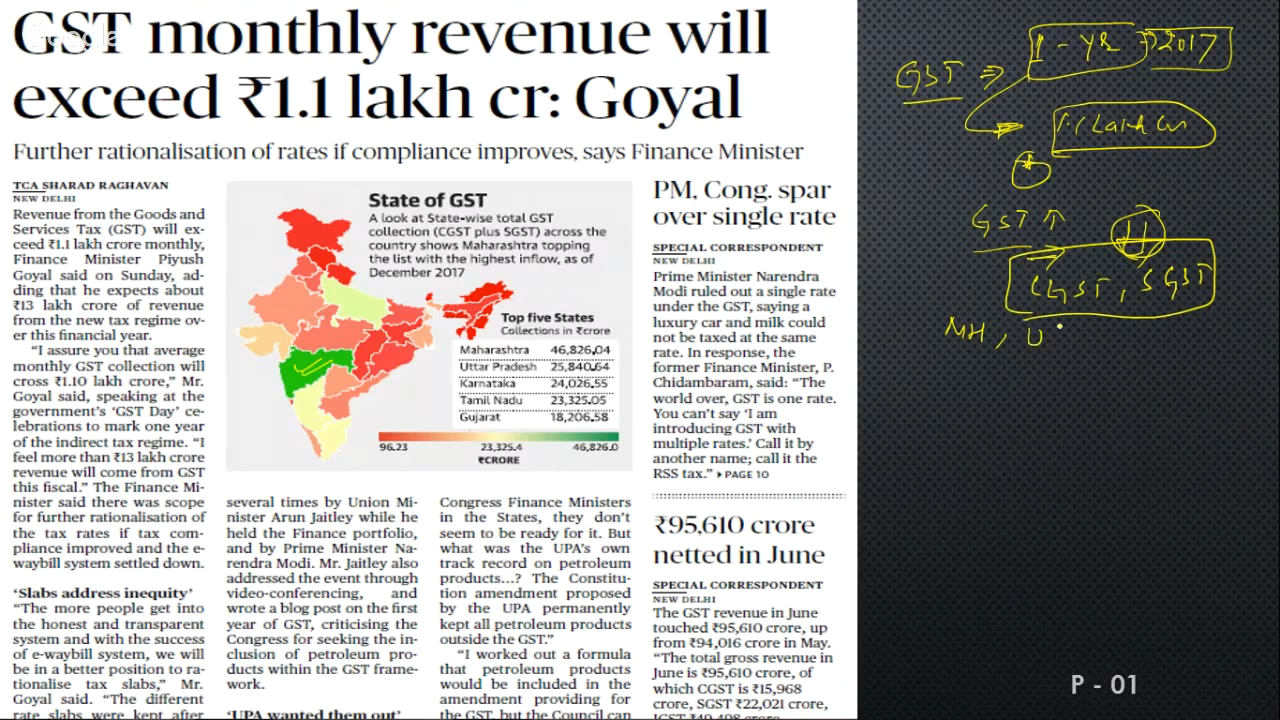 GST monthly revenue will
exceed ₹1.1 lakh cr: Goyal
Further rationalisation of rates if compliance improves, says Finance Minister
TCA SHARAD RAGHAVAN
NEW DELHI
Revenue from the Goods and
Services Tax (GST) will ex-
ceed ₹1.1 lakh crore monthly,
Finance Minister Piyush
Goyal said on Sunday, ad-
ding that he expects about
₹13 lakh crore of revenue
from the new tax regime ov-
er this financial year.
"I assure you that average
monthly GST collection will
cross ₹1.10 lakh crore," Mr.
Goyal said, speaking at the
government's 'GST Day' ce-
lebrations to mark one year
of the indirect tax regime. "I
feel more than ₹13 lakh crore
revenue will come from GST
this fiscal." The Finance Mi-
nister said there was scope
for further rationalisation of
the tax rates if tax com-
pliance improved and the e-
waybill system settled down.
'Slabs address inequity'
"The more people get into
the honest and transparent
system and with the success
of e-waybill system, we will
be in a better position to ra-
tionalise tax slabs," Mr.
Goyal said. "The different
rate slabs were kept after
State of GST
A look at State-wise total GST
collection (CGST plus SGST) across the
country shows Maharashtra topping
the list with the highest inflow, as of
December 2017
Top five States
Collections in ₹crore
Maharashtra 46,826.04
Uttar Pradesh 25,840.64
Karnataka 24,026.55
Tamil Nadu 23,325.05
Gujarat 18,206.58
96.23 23,325.4 46,826.0
₹CRORE
several times by Union Mi-
nister Arun Jaitley while he
held the Finance portfolio,
and by Prime Minister Na-
rendra Modi. Mr. Jaitley also
addressed the event through
video-conferencing, and
wrote a blog post on the first
year of GST, criticising the
Congress for seeking the in-
clusion of petroleum pro-
ducts within the GST frame-
work.
'UPA wanted them out'
Congress Finance Ministers
in the States, they don't
seem to be ready for it. But
what was the UPA's own
track record on petroleum
products...? The Constitu-
tion amendment proposed
by the UPA permanently
kept all petroleum products
outside the GST."
"I worked out a formula
that petroleum products
would be included in the
amendment providing for
the GST, but the Council can
PM, Cong. spar
over single rate
SPECIAL CORRESPONDENT
NEW DELHI
Prime Minister Narendra
Modi ruled out a single rate
under the GST, saying a
luxury car and milk could
not be taxed at the same
rate. In response, the
former Finance Minister, P.
Chidambaram, said: "The
world over, GST is one rate.
You can't say 'I am
introducing GST with
multiple rates.' Call it by
another name; call it the
RSS tax." ▸ PAGE 10
₹95,610 crore
netted in June
SPECIAL CORRESPONDENT
NEW DELHI
The GST revenue in June
touched ₹95,610 crore, up
from ₹94,016 crore in May.
"The total gross revenue in
June is ₹95,610 crore, of
which CGST is ₹15,968
crore, SGST ₹22,021 crore,
IGST ₹49,498 crore
1 - YR ⇒ 2017
GST ⇒
1.1 Lakh Cr
GST ↑
CGST, SGST
MH, U
P - 01